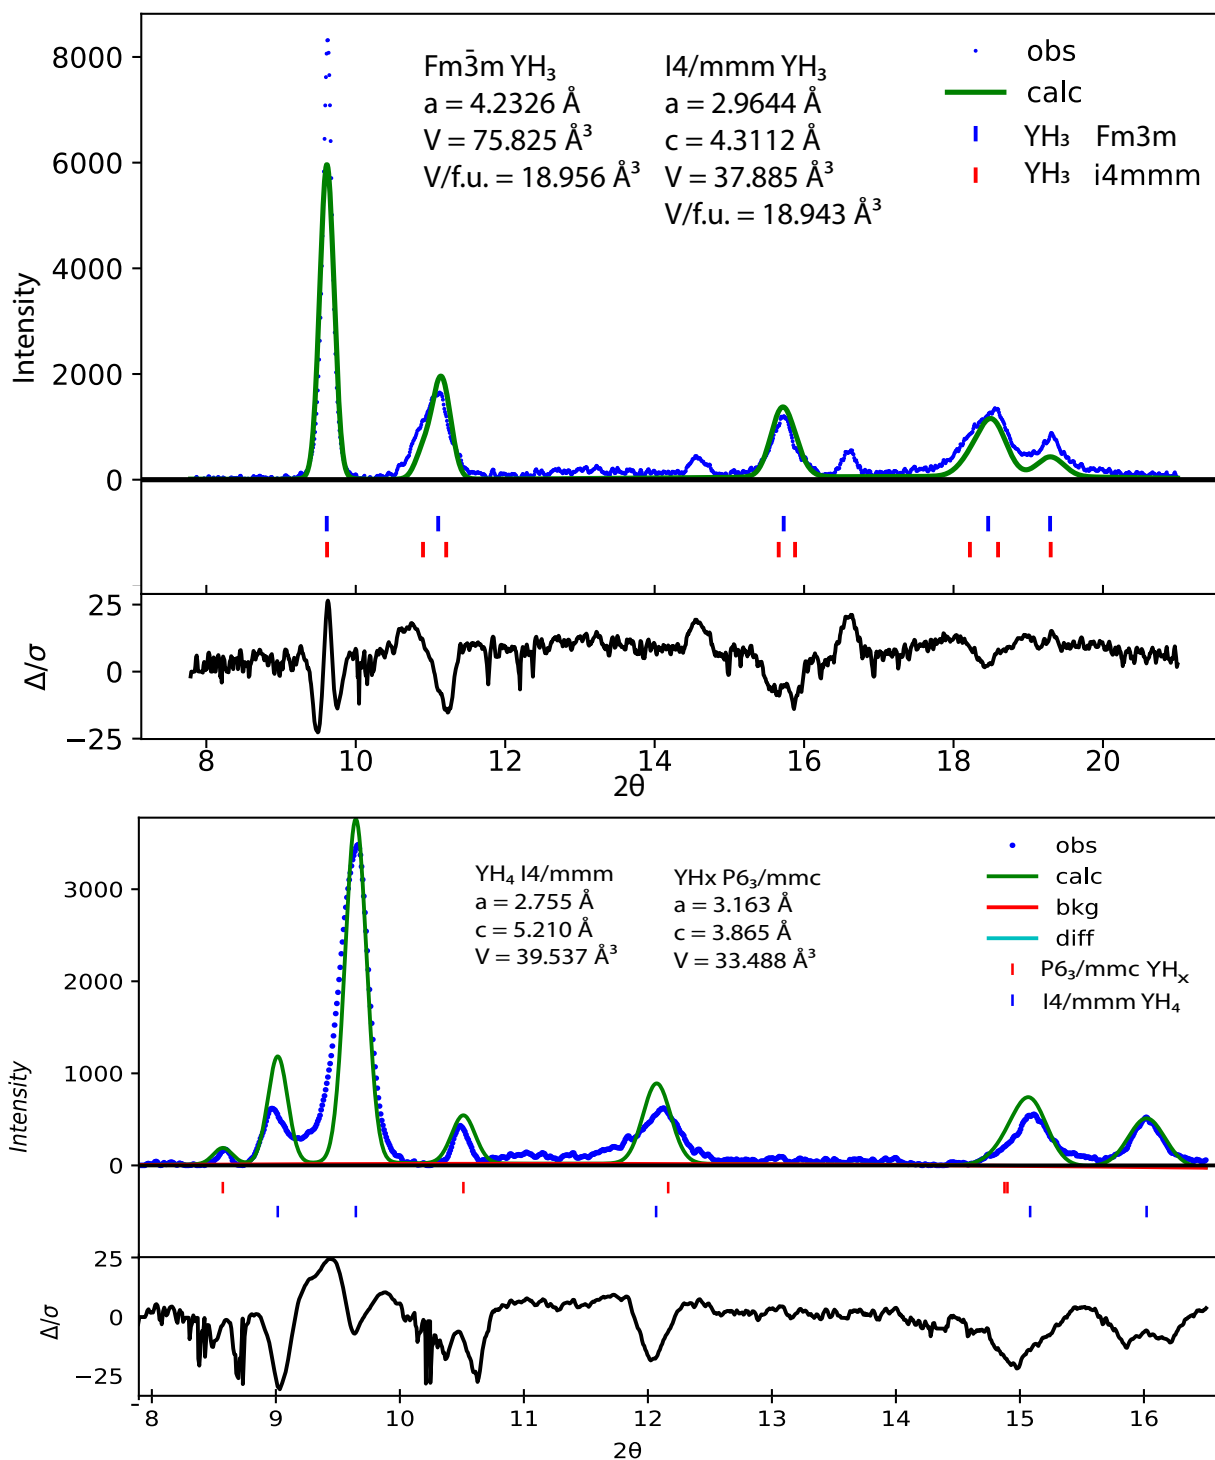 Fm3̄m YH₃
a = 4.2326 Å
V = 75.825 Å³
V/f.u. = 18.956 Å³
I4/mmm YH₃
a = 2.9644 Å
c = 4.3112 Å
V = 37.885 Å³
V/f.u. = 18.943 Å³
obs
calc
YH₃ Fm3m
YH₃ i4mmm
Intensity
8000
6000
4000
2000
0
Δ/σ
25
0
−25
8 10 12 14 16 18 20
2θ
YH₄ I4/mmm
a = 2.755 Å
c = 5.210 Å
V = 39.537 Å³
YHx P6₃/mmc
a = 3.163 Å
c = 3.865 Å
V = 33.488 Å³
obs
calc
bkg
diff
P6₃/mmc YHₓ
I4/mmm YH₄
Intensity
3000
2000
1000
0
Δ/σ
25
0
−25
8 9 10 11 12 13 14 15 16
2θ